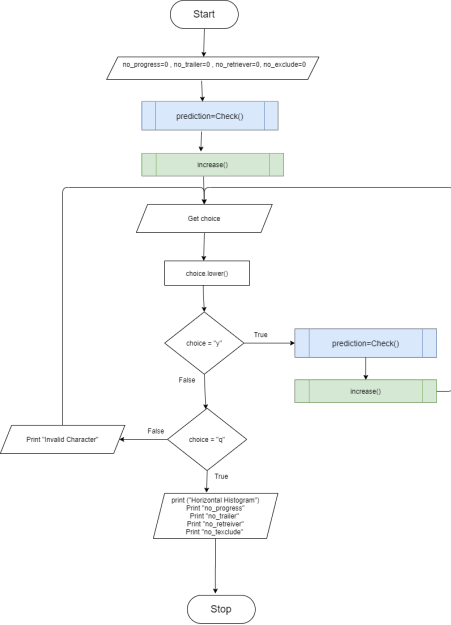 Start
no_progress=0 , no_trailer=0 , no_retriever=0, no_exclude=0
prediction=Check()
increase()
Get choice
choice.lower()
choice = "y"
True
prediction=Check()
False
increase()
choice = "q"
False
Print "Invalid Character"
True
print ("Horizontal Histogram")
Print "no_progress"
Print "no_trailer"
Print "no_retreiver"
Print "no_texclude"
Stop